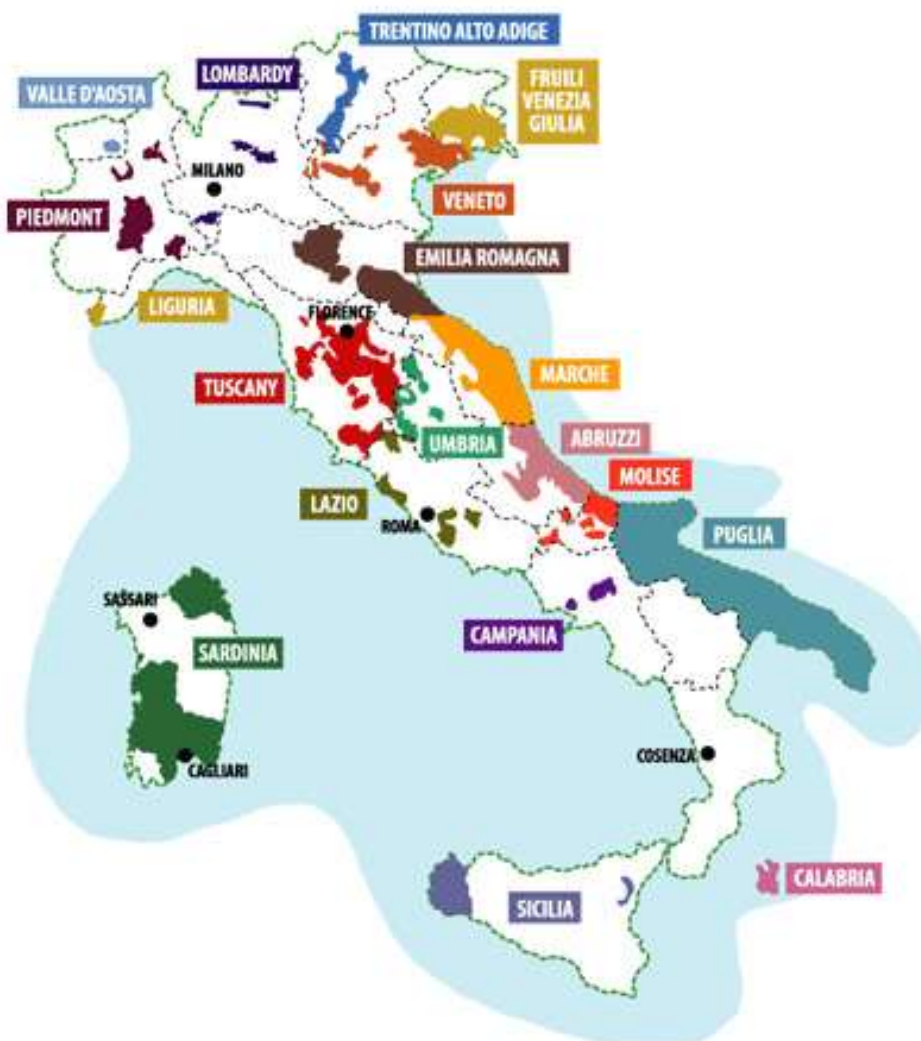 TRENTINO ALTO ADIGE
LOMBARDY
FRUILI
VENEZIA
GIULIA
VALLE D'AOSTA
MILANO
VENETO
PIEDMONT
EMILIA ROMAGNA
LIGURIA
FLORENCE
TUSCANY
MARCHE
UMBRIA
ABRUZZI
MOLISE
LAZIO
ROMA
PUGLIA
SASSARI
CAMPANIA
SARDINIA
COSENZA
CAGLIARI
CALABRIA
SICILIA